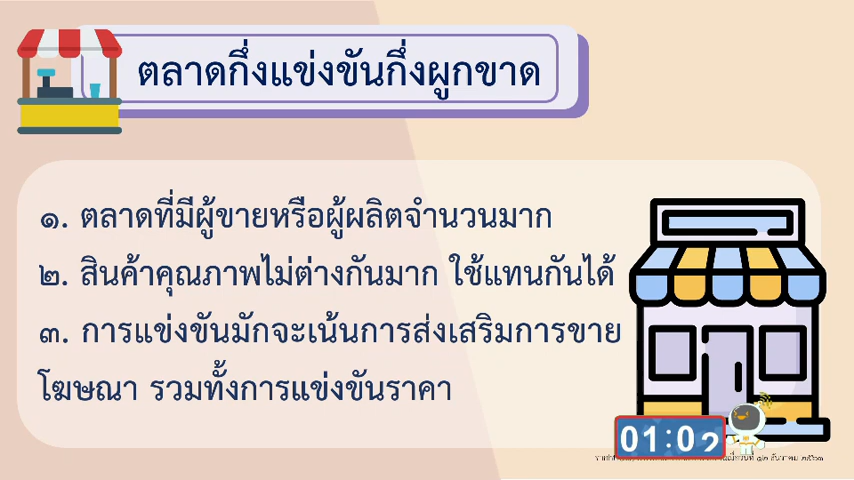 ตลาดกึ่งแข่งขันกึ่งผูกขาด
๑. ตลาดที่มีผู้ขายหรือผู้ผลิตจำนวนมาก
๒. สินค้าคุณภาพไม่ต่างกันมาก ใช้แทนกันได้
๓. การแข่งขันมักจะเน้นการส่งเสริมการขาย
โฆษณา รวมทั้งการแข่งขันราคา
01:02